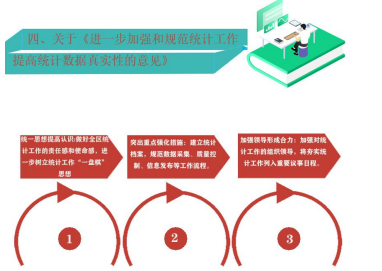 四、关于《进一步加强和规范统计工作
提高统计数据真实性的意见》
统一思想提高认识:做好全区统
计工作的责任感和使命感，进
一步树立统计工作“一盘棋”
思想
突出重点强化措施：建立统计
档案、规范数据采集、质量控
制、信息发布等工作流程。
加强领导形成合力：加强对统
计工作的组织领导，将夯实统
计工作列入重要议事日程。
1
2
3